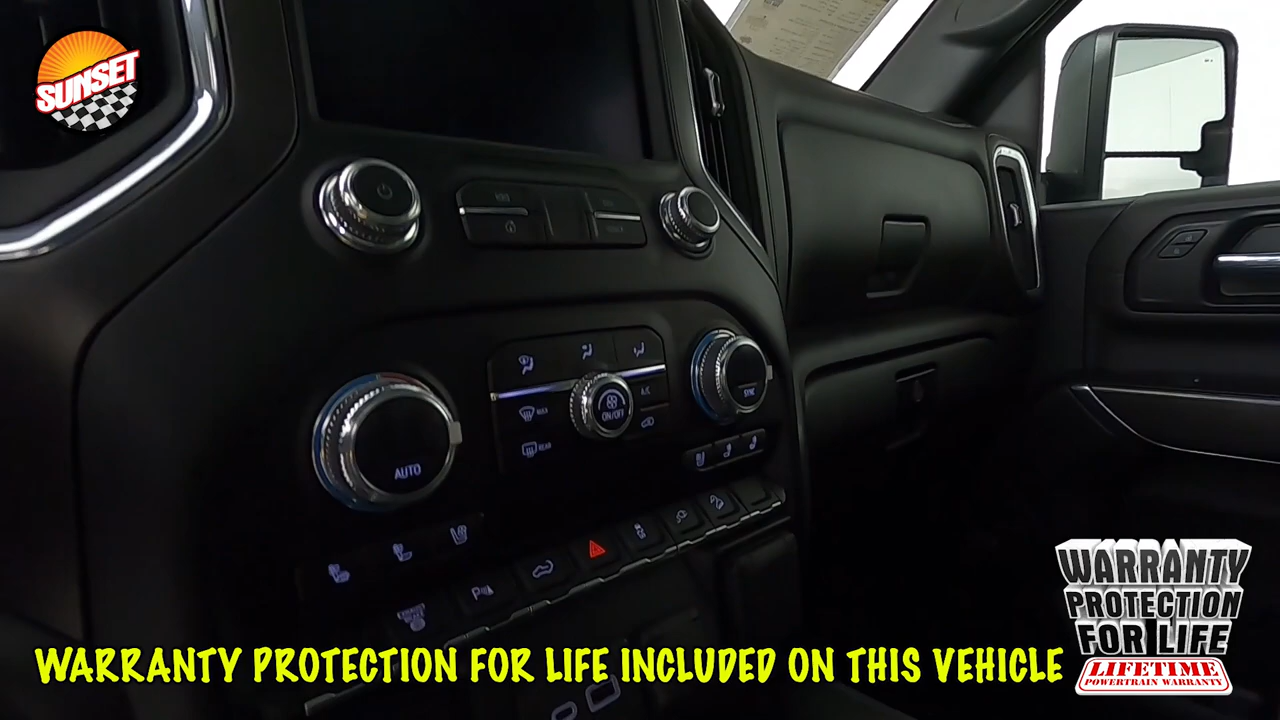 SUNSET
AUTO
ON/OFF
A/C
REAR
SYNC
WARRANTY PROTECTION FOR LIFE INCLUDED ON THIS VEHICLE
WARRANTY
PROTECTION
FOR LIFE
LIFETIME
POWERTRAIN WARRANTY